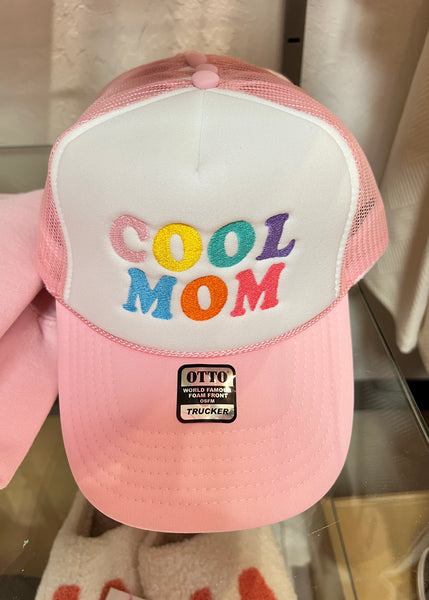 COOL
MOM
OTTO
WORLD FAMOUS
FOAM FRONT
OSFM
TRUCKER